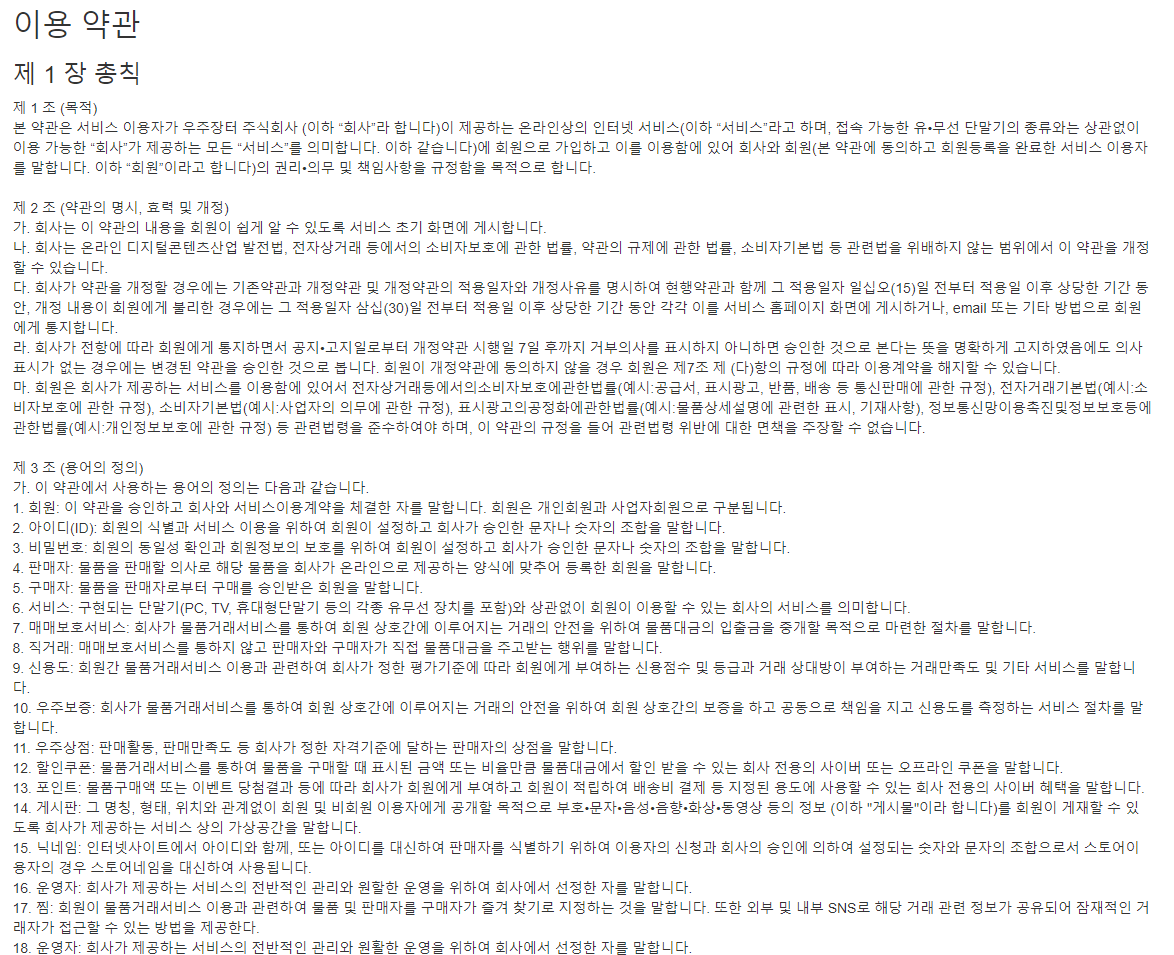 이용 약관
제 1 장 총칙
제 1 조 (목적)
본 약관은 서비스 이용자가 우주장터 주식회사 (이하 “회사”라 합니다)이 제공하는 온라인상의 인터넷 서비스(이하 “서비스”라고 하며, 접속 가능한 유•무선 단말기의 종류와는 상관없이
이용 가능한 “회사”가 제공하는 모든 “서비스”를 의미합니다. 이하 같습니다)에 회원으로 가입하고 이를 이용함에 있어 회사와 회원(본 약관에 동의하고 회원등록을 완료한 서비스 이용자
를 말합니다. 이하 “회원”이라고 합니다)의 권리•의무 및 책임사항을 규정함을 목적으로 합니다.
제 2 조 (약관의 명시, 효력 및 개정)
가. 회사는 이 약관의 내용을 회원이 쉽게 알 수 있도록 서비스 초기 화면에 게시합니다.
나. 회사는 온라인 디지털콘텐츠산업 발전법, 전자상거래 등에서의 소비자보호에 관한 법률, 약관의 규제에 관한 법률, 소비자기본법 등 관련법을 위배하지 않는 범위에서 이 약관을 개정
할 수 있습니다.
다. 회사가 약관을 개정할 경우에는 기존약관과 개정약관 및 개정약관의 적용일자와 개정사유를 명시하여 현행약관과 함께 그 적용일자 일십오(15)일 전부터 적용일 이후 상당한 기간 동
안, 개정 내용이 회원에게 불리한 경우에는 그 적용일자 삼십(30)일 전부터 적용일 이후 상당한 기간 동안 각각 이를 서비스 홈페이지 화면에 게시하거나, email 또는 기타 방법으로 회원
에게 통지합니다.
라. 회사가 전항에 따라 회원에게 통지하면서 공지•고지일로부터 개정약관 시행일 7일 후까지 거부의사를 표시하지 아니하면 승인한 것으로 본다는 뜻을 명확하게 고지하였음에도 의사
표시가 없는 경우에는 변경된 약관을 승인한 것으로 봅니다. 회원이 개정약관에 동의하지 않을 경우 회원은 제7조 제 (다)항의 규정에 따라 이용계약을 해지할 수 있습니다.
마. 회원은 회사가 제공하는 서비스를 이용함에 있어서 전자상거래등에서의소비자보호에관한법률(예시:공급서, 표시광고, 반품, 배송 등 통신판매에 관한 규정), 전자거래기본법(예시:소
비자보호에 관한 규정), 소비자기본법(예시:사업자의 의무에 관한 규정), 표시광고의공정화에관한법률(예시:물품상세설명에 관련한 표시, 기재사항), 정보통신망이용촉진및정보보호등에
관한법률(예시:개인정보보호에 관한 규정) 등 관련법령을 준수하여야 하며, 이 약관의 규정을 들어 관련법령 위반에 대한 면책을 주장할 수 없습니다.
제 3 조 (용어의 정의)
가. 이 약관에서 사용하는 용어의 정의는 다음과 같습니다.
1. 회원: 이 약관을 승인하고 회사와 서비스이용계약을 체결한 자를 말합니다. 회원은 개인회원과 사업자회원으로 구분됩니다.
2. 아이디(ID): 회원의 식별과 서비스 이용을 위하여 회원이 설정하고 회사가 승인한 문자나 숫자의 조합을 말합니다.
3. 비밀번호: 회원의 동일성 확인과 회원정보의 보호를 위하여 회원이 설정하고 회사가 승인한 문자나 숫자의 조합을 말합니다.
4. 판매자: 물품을 판매할 의사로 해당 물품을 회사가 온라인으로 제공하는 양식에 맞추어 등록한 회원을 말합니다.
5. 구매자: 물품을 판매자로부터 구매를 승인받은 회원을 말합니다.
6. 서비스: 구현되는 단말기(PC, TV, 휴대형단말기 등의 각종 유무선 장치를 포함)와 상관없이 회원이 이용할 수 있는 회사의 서비스를 의미합니다.
7. 매매보호서비스: 회사가 물품거래서비스를 통하여 회원 상호간에 이루어지는 거래의 안전을 위하여 물품대금의 입출금을 중개할 목적으로 마련한 절차를 말합니다.
8. 직거래: 매매보호서비스를 통하지 않고 판매자와 구매자가 직접 물품대금을 주고받는 행위를 말합니다.
9. 신용도: 회원간 물품거래서비스 이용과 관련하여 회사가 정한 평가기준에 따라 회원에게 부여하는 신용점수 및 등급과 거래 상대방이 부여하는 거래만족도 및 기타 서비스를 말합니
다.
10. 우주보증: 회사가 물품거래서비스를 통하여 회원 상호간에 이루어지는 거래의 안전을 위하여 회원 상호간의 보증을 하고 공동으로 책임을 지고 신용도를 측정하는 서비스 절차를 말
합니다.
11. 우주상점: 판매활동, 판매만족도 등 회사가 정한 자격기준에 달하는 판매자의 상점을 말합니다.
12. 할인쿠폰: 물품거래서비스를 통하여 물품을 구매할 때 표시된 금액 또는 비율만큼 물품대금에서 할인 받을 수 있는 회사 전용의 사이버 또는 오프라인 쿠폰을 말합니다.
13. 포인트: 물품구매액 또는 이벤트 당첨결과 등에 따라 회사가 회원에게 부여하고 회원이 적립하여 배송비 결제 등 지정된 용도에 사용할 수 있는 회사 전용의 사이버 혜택을 말합니다.
14. 게시판: 그 명칭, 형태, 위치와 관계없이 회원 및 비회원 이용자에게 공개할 목적으로 부호•문자•음성•음향•화상•동영상 등의 정보 (이하 "게시물"이라 합니다)를 회원이 게재할 수 있
도록 회사가 제공하는 서비스 상의 가상공간을 말합니다.
15. 닉네임: 인터넷사이트에서 아이디와 함께, 또는 아이디를 대신하여 판매자를 식별하기 위하여 이용자의 신청과 회사의 승인에 의하여 설정되는 숫자와 문자의 조합으로서 스토어이
용자의 경우 스토어네임을 대신하여 사용됩니다.
16. 운영자: 회사가 제공하는 서비스의 전반적인 관리와 원할한 운영을 위하여 회사에서 선정한 자를 말합니다.
17. 찜: 회원이 물품거래서비스 이용과 관련하여 물품 및 판매자를 구매자가 즐겨 찾기로 지정하는 것을 말합니다. 또한 외부 및 내부 SNS로 해당 거래 관련 정보가 공유되어 잠재적인 거
래자가 접근할 수 있는 방법을 제공한다.
18. 운영자: 회사가 제공하는 서비스의 전반적인 관리와 원활한 운영을 위하여 회사에서 선정한 자를 말합니다.